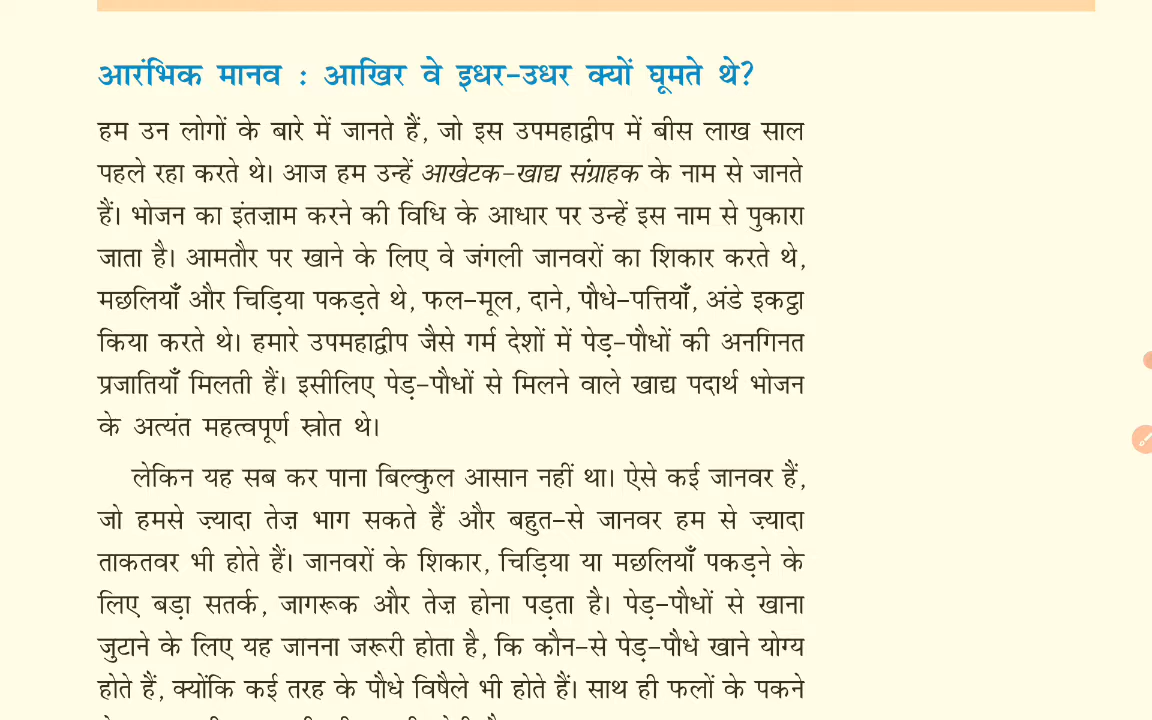 आरंभिक मानव : आखिर वे इधर-उधर क्यों घूमते थे?
हम उन लोगों के बारे में जानते हैं, जो इस उपमहाद्वीप में बीस लाख साल
पहले रहा करते थे। आज हम उन्हें आखेटक-खाद्य संग्राहक के नाम से जानते
हैं। भोजन का इंतज़ाम करने की विधि के आधार पर उन्हें इस नाम से पुकारा
जाता है। आमतौर पर खाने के लिए वे जंगली जानवरों का शिकार करते थे,
मछलियाँ और चिड़िया पकड़ते थे, फल-मूल, दाने, पौधे-पत्तियाँ, अंडे इकट्ठा
किया करते थे। हमारे उपमहाद्वीप जैसे गर्म देशों में पेड़-पौधों की अनगिनत
प्रजातियाँ मिलती हैं। इसीलिए पेड़-पौधों से मिलने वाले खाद्य पदार्थ भोजन
के अत्यंत महत्वपूर्ण स्रोत थे।
लेकिन यह सब कर पाना बिल्कुल आसान नहीं था। ऐसे कई जानवर हैं,
जो हमसे ज़्यादा तेज़ भाग सकते हैं और बहुत-से जानवर हम से ज़्यादा
ताकतवर भी होते हैं। जानवरों के शिकार, चिड़िया या मछलियाँ पकड़ने के
लिए बड़ा सतर्क, जागरूक और तेज़ होना पड़ता है। पेड़-पौधों से खाना
जुटाने के लिए यह जानना जरूरी होता है, कि कौन-से पेड़-पौधे खाने योग्य
होते हैं, क्योंकि कई तरह के पौधे विषैले भी होते हैं। साथ ही फलों के पकने